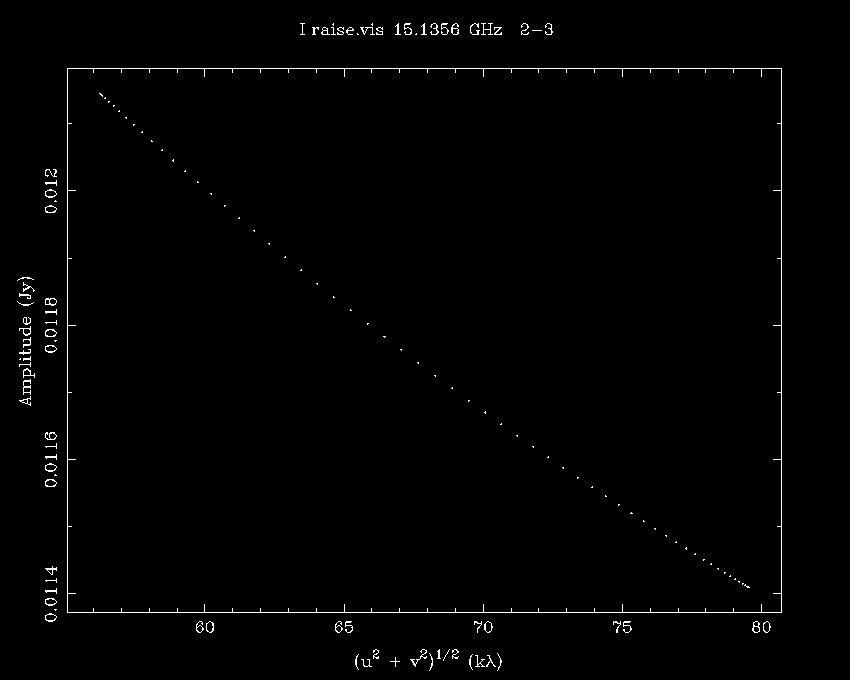 I raise.vis 15.1356 GHz 2-3
0.012
0.0118
0.0116
0.0114
Amplitude (Jy)
60 65 70 75 80
(u² + v²)^1/2 (kλ)